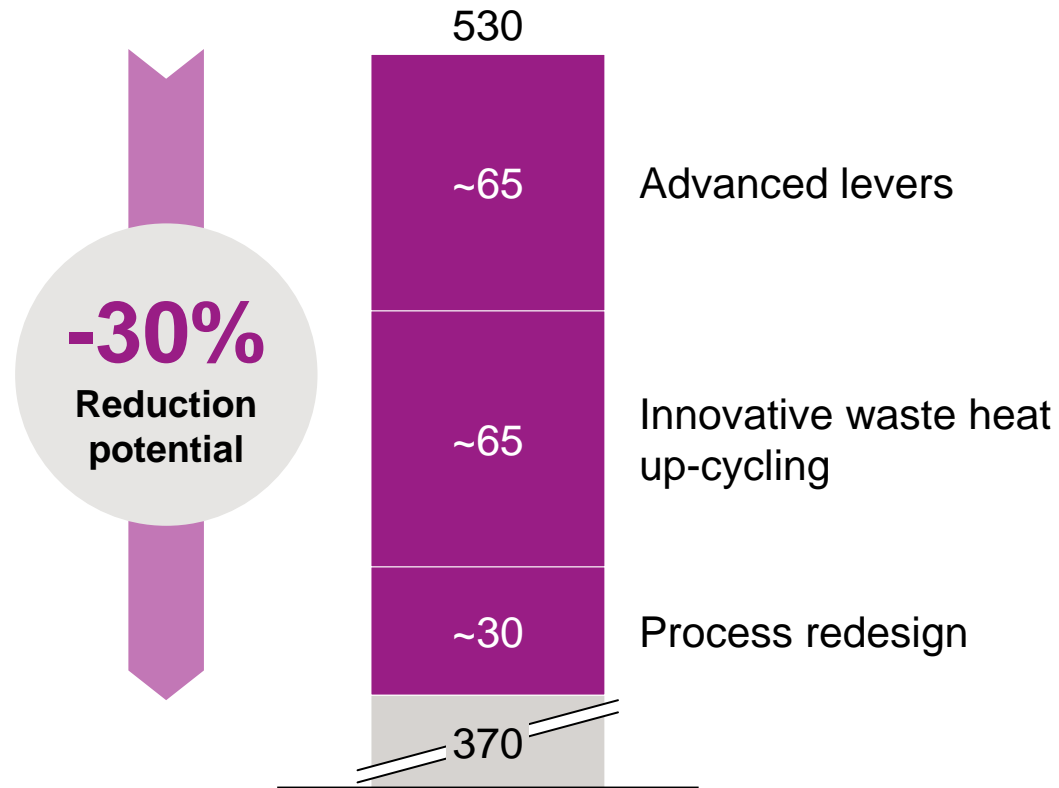 530
~65
Advanced levers
-30%
Reduction
potential
~65
Innovative waste heat
up-cycling
~30
Process redesign
370